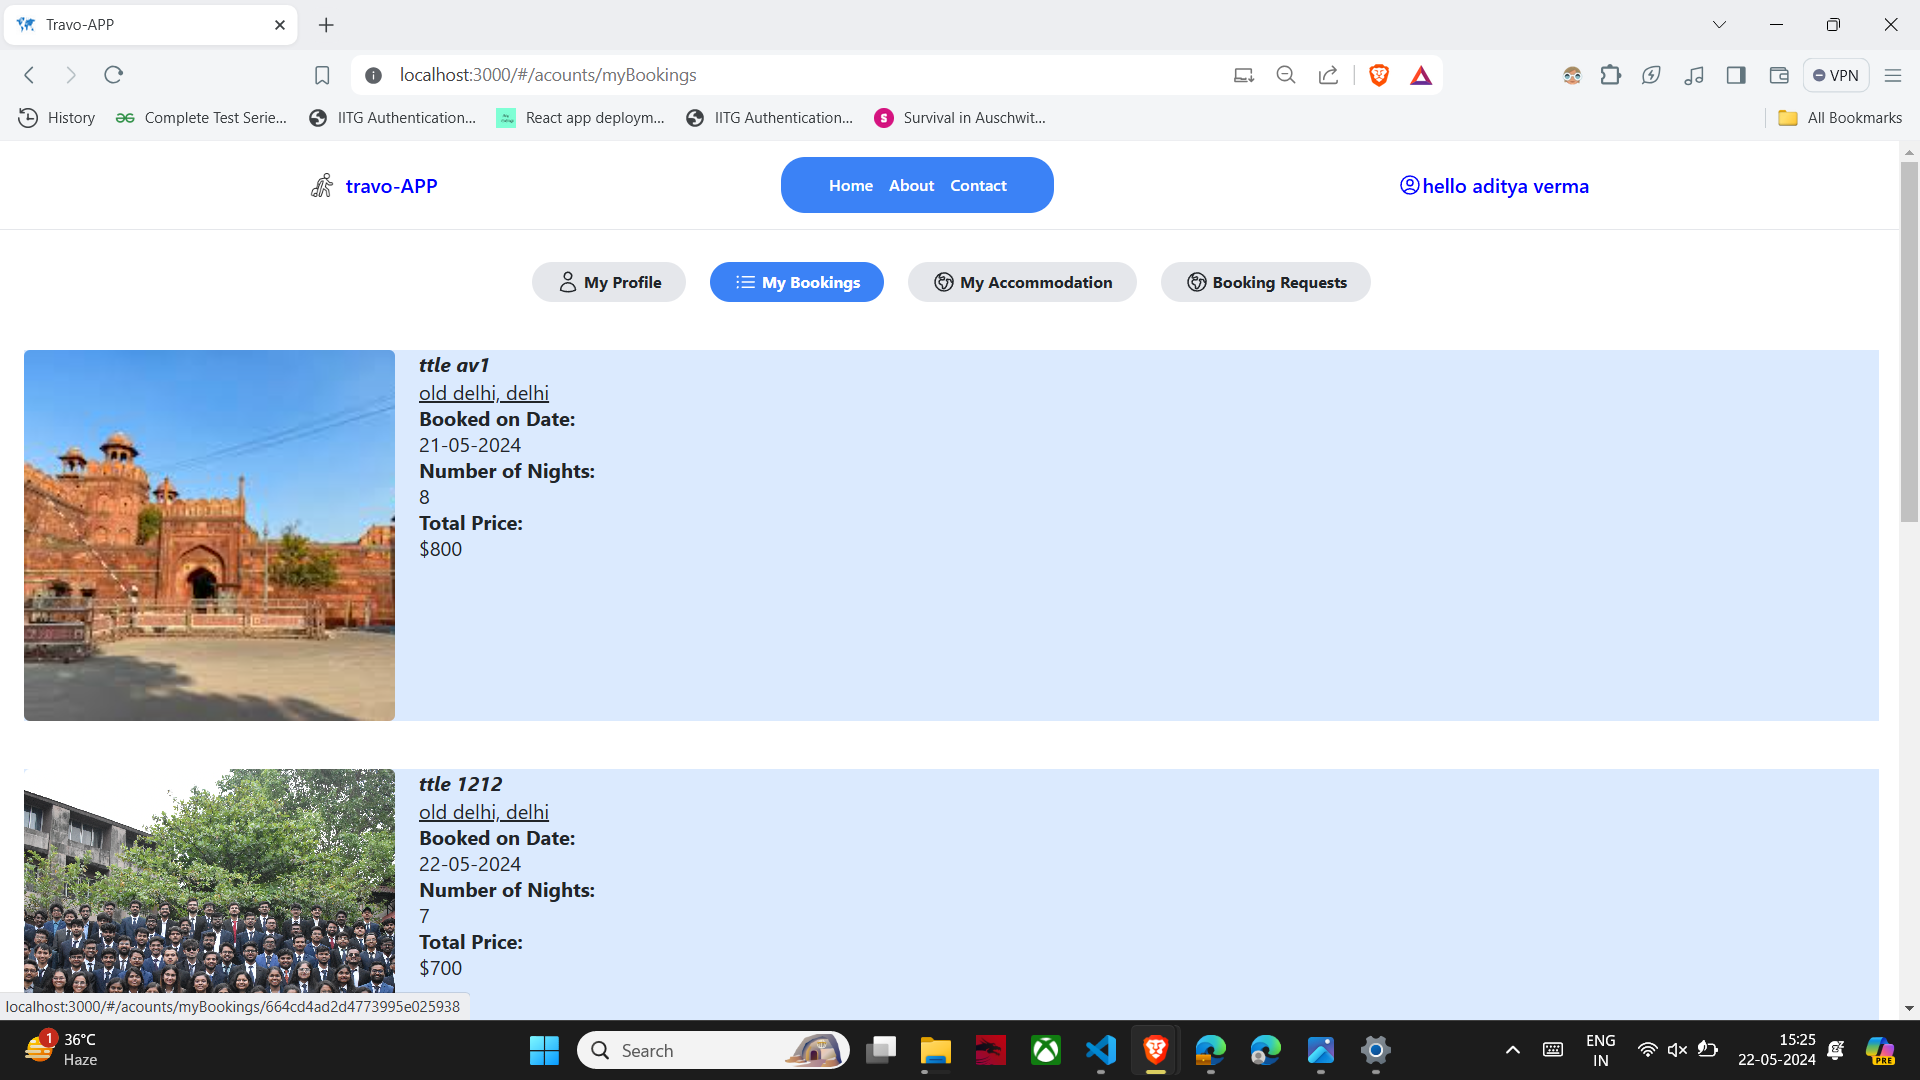 Travo-APP
localhost:3000/#/acounts/myBookings
VPN
History
Complete Test Serie...
IITG Authentication...
React app deploym...
IITG Authentication...
Survival in Auschwit...
All Bookmarks
travo-APP
Home About Contact
hello aditya verma
My Profile
My Bookings
My Accommodation
Booking Requests
ttle av1
old delhi, delhi
Booked on Date:
21-05-2024
Number of Nights:
8
Total Price:
$800
ttle 1212
old delhi, delhi
Booked on Date:
22-05-2024
Number of Nights:
7
Total Price:
$700
localhost:3000/#/acounts/myBookings/664cd4ad2d4773995e025938
1
36°C
Haze
Search
ENG
IN
15:25
22-05-2024
PRE